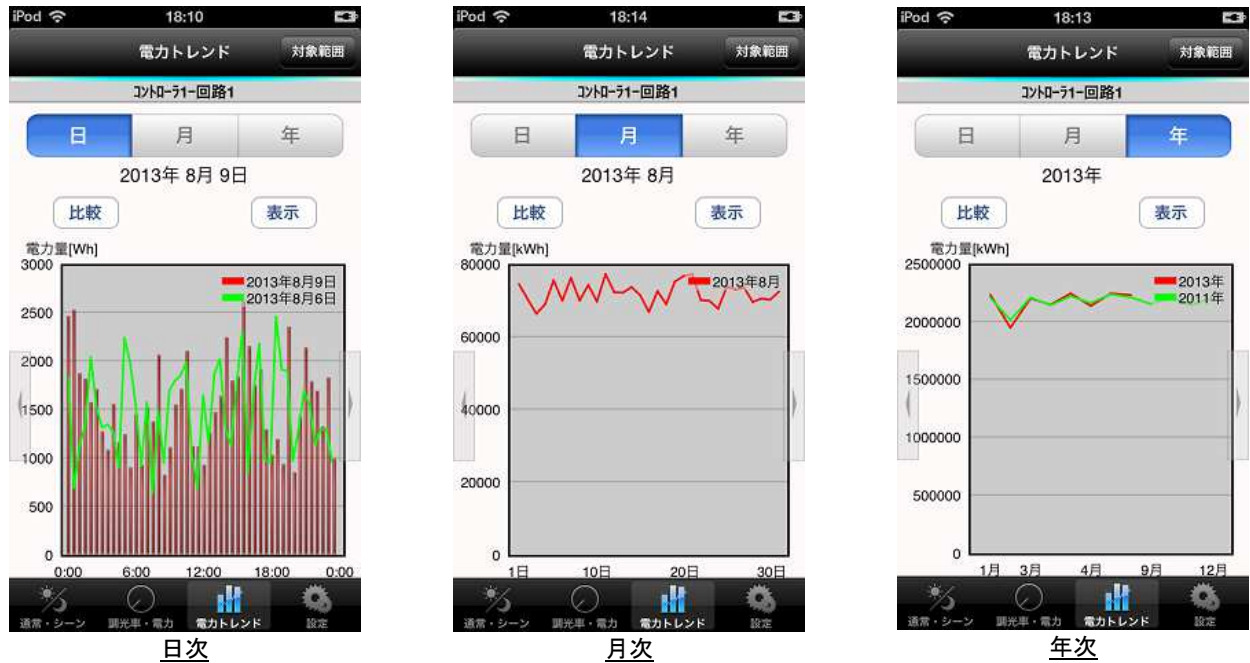 iPod 18:10
電力トレンド 対象範囲
コントローラ1-回路1
日 月 年
2013年 8月 9日
比較 表示
電力量[Wh]
2013年8月9日
2013年8月6日
3000
2500
2000
1500
1000
500
0
0:00 6:00 12:00 18:00 0:00
通常・シーン 調光率・電力 電力トレンド 設定
日次
iPod 18:14
電力トレンド 対象範囲
コントローラ1-回路1
日 月 年
2013年 8月
比較 表示
電力量[kWh]
2013年8月
80000
60000
40000
20000
0
1日 10日 20日 30日
通常・シーン 調光率・電力 電力トレンド 設定
月次
iPod 18:13
電力トレンド 対象範囲
コントローラ1-回路1
日 月 年
2013年
比較 表示
電力量[kWh]
2013年
2011年
2500000
2000000
1500000
1000000
500000
0
1月 3月 4月 9月 12月
通常・シーン 調光率・電力 電力トレンド 設定
年次